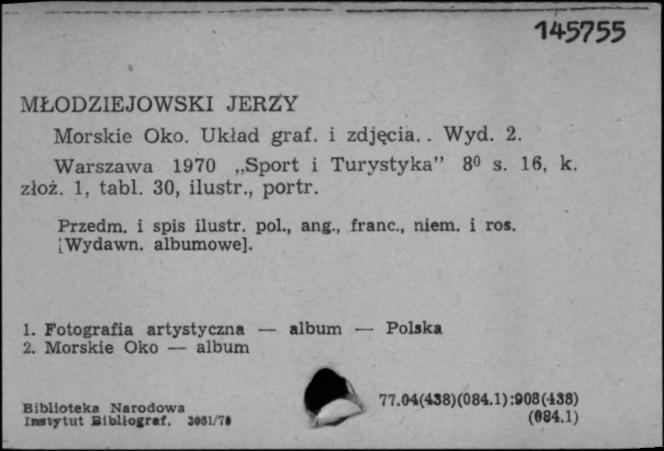 145755
MŁODZIEJOWSKI JERZY
Morskie Oko. Układ graf. i zdjęcia. . Wyd. 2.
Warszawa 1970 „Sport i Turystyka” 8⁰ s. 16, k.
złoż. 1, tabl. 30, ilustr., portr.
Przedm. i spis ilustr. pol., ang., franc., niem. i ros.
[Wydawn. albumowe].
1. Fotografia artystyczna — album — Polska
2. Morskie Oko — album
77.04(438)(084.1):908(438)
(084.1)
Biblioteka Narodowa
Instytut Bibliograf. 3031/70